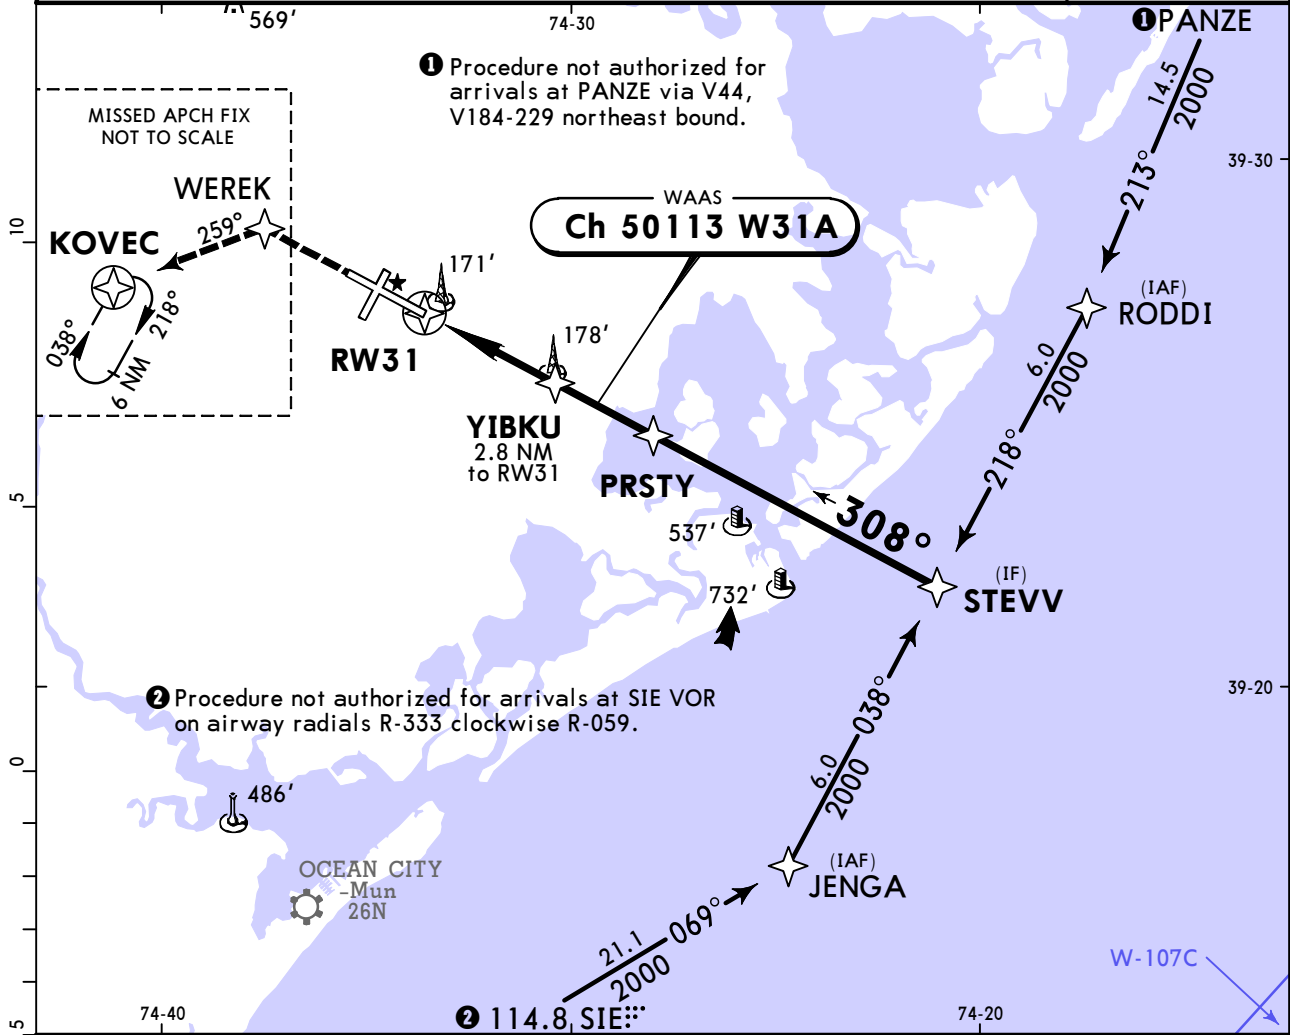 569'
74-30
❶PANZE
❶ Procedure not authorized for
arrivals at PANZE via V44,
V184-229 northeast bound.
14.5
2000
213°
39-30
MISSED APCH FIX
NOT TO SCALE
WEREK
259°
KOVEC
038°
218°
6 NM
10
WAAS
Ch 50113 W31A
171'
RW31
178'
(IAF)
RODDI
6.0
2000
218°
YIBKU
2.8 NM
to RW31
PRSTY
5
537'
308°
(IF)
STEVV
732'
39-20
❷ Procedure not authorized for arrivals at SIE VOR
on airway radials R-333 clockwise R-059.
038°
6.0
2000
0
486'
OCEAN CITY
-Mun
26N
(IAF)
JENGA
069°
21.1
2000
W-107C
74-40
❷ 114.8 SIE
74-20
5